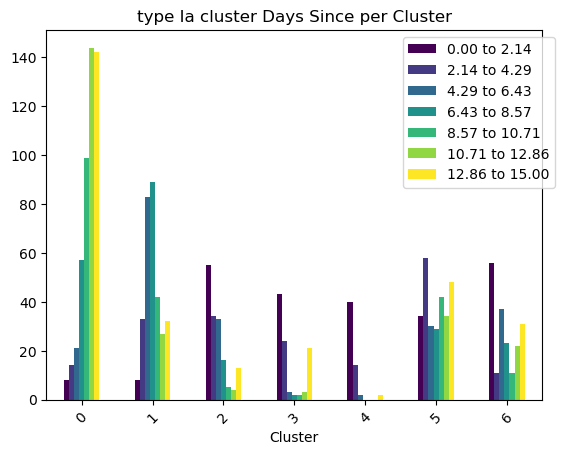 type Ia cluster Days Since per Cluster
0.00 to 2.14
2.14 to 4.29
4.29 to 6.43
6.43 to 8.57
8.57 to 10.71
10.71 to 12.86
12.86 to 15.00
140
120
100
80
60
40
20
0
0 1 2 3 4 5 6
Cluster